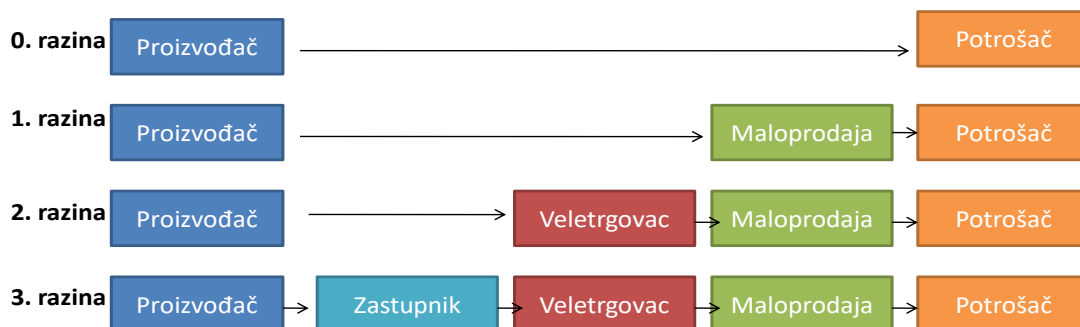 0. razina Proizvođač Potrošač
1. razina Proizvođač Maloprodaja Potrošač
2. razina Proizvođač Veletrgovac Maloprodaja Potrošač
3. razina Proizvođač Zastupnik Veletrgovac Maloprodaja Potrošač